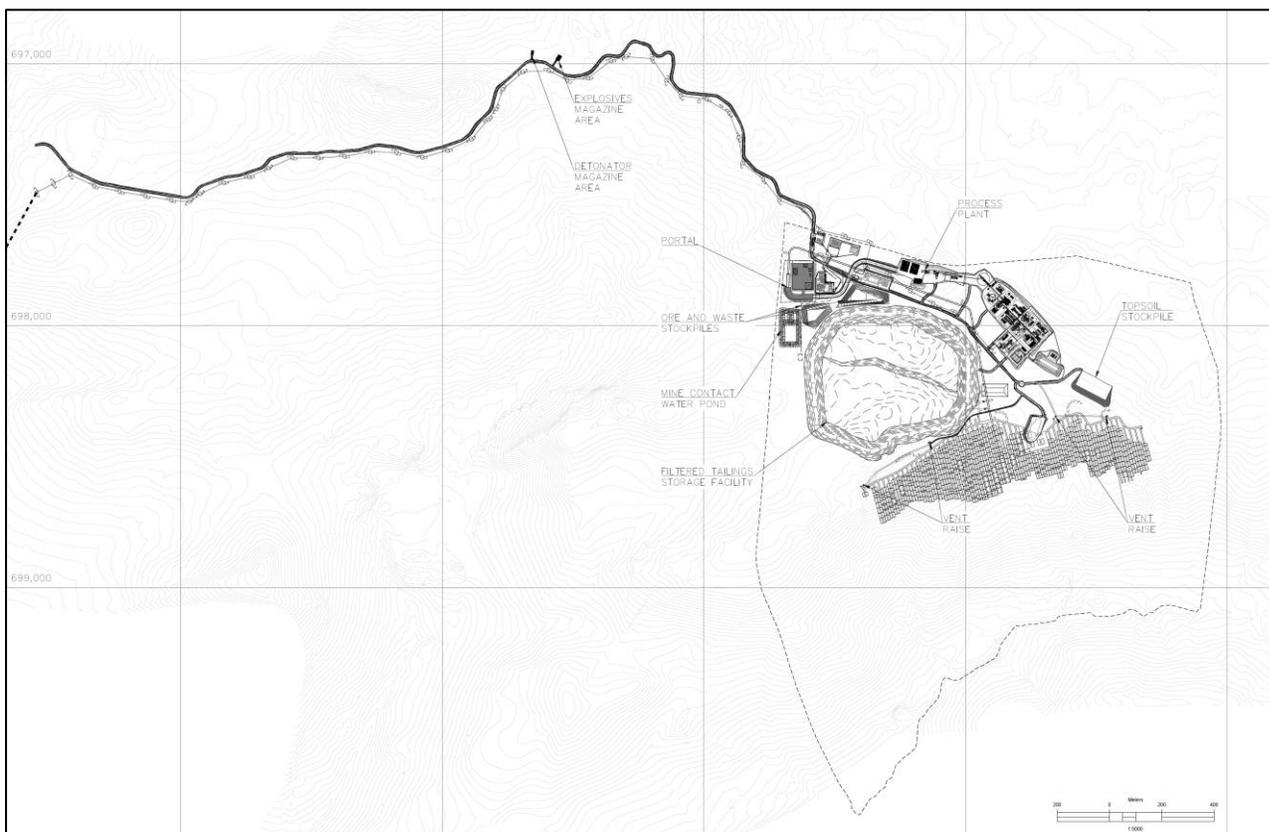 697,000
EXPLOSIVES
MAGAZINE
AREA
DETONATOR
MAGAZINE
AREA
PROCESS
PLANT
PORTAL
TOPSOIL
STOCKPILE
698,000
ORE AND WASTE
STOCKPILES
MINE CONTACT
WATER POND
FILTERED TAILINGS
STORAGE FACILITY
VENT
RAISE
VENT
RAISE
699,000
Meters
200 0 200 400
1:5000